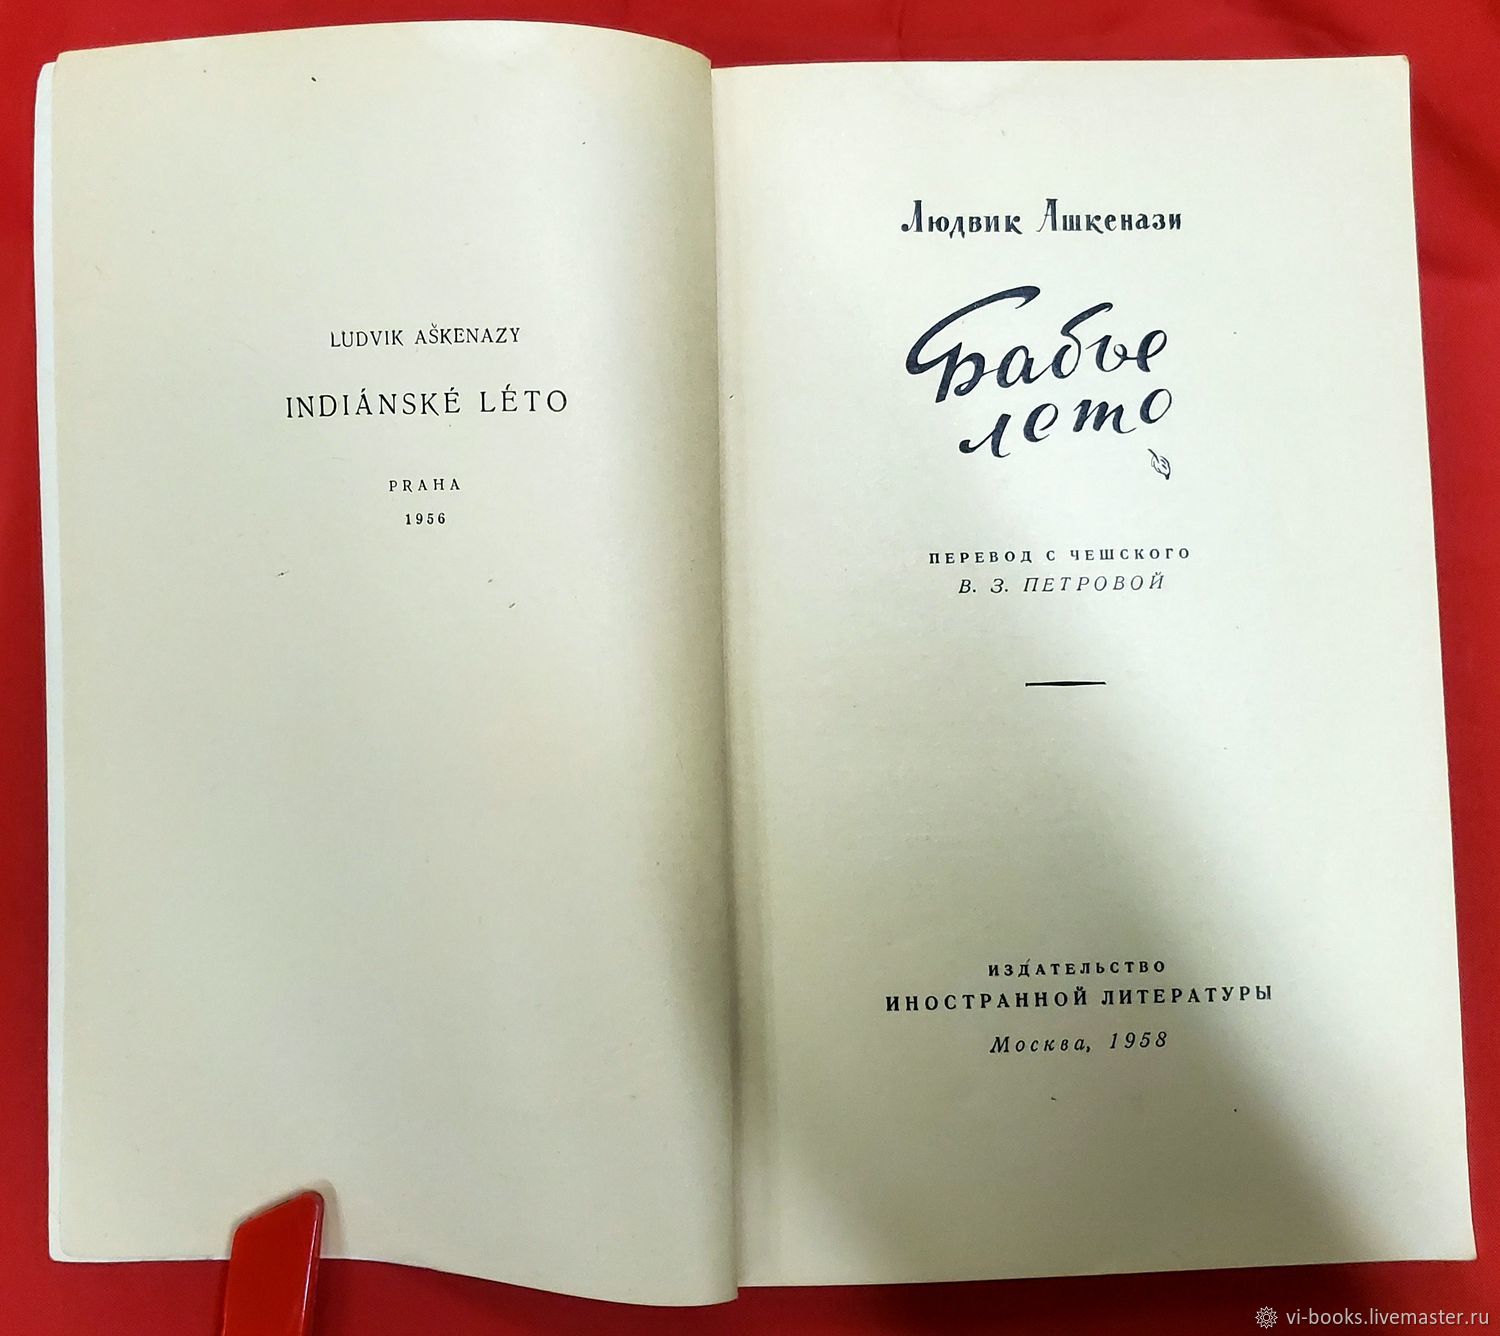 LUDVIK AŠKENAZY
INDIÁNSKÉ LÉTO
PRAHA
1956
Людвик Ашкенази
Бабье
лето
ПЕРЕВОД С ЧЕШСКОГО
В. З. ПЕТРОВОЙ
ИЗДАТЕЛЬСТВО
ИНОСТРАННОЙ ЛИТЕРАТУРЫ
Москва, 1958
vi-books.livemaster.ru